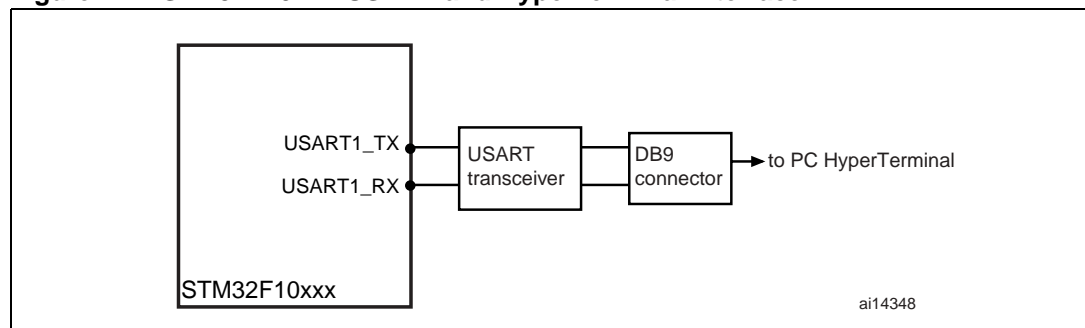 USART1_TX
USART1_RX
USART
transceiver
DB9
connector
to PC HyperTerminal
STM32F10xxx
ai14348